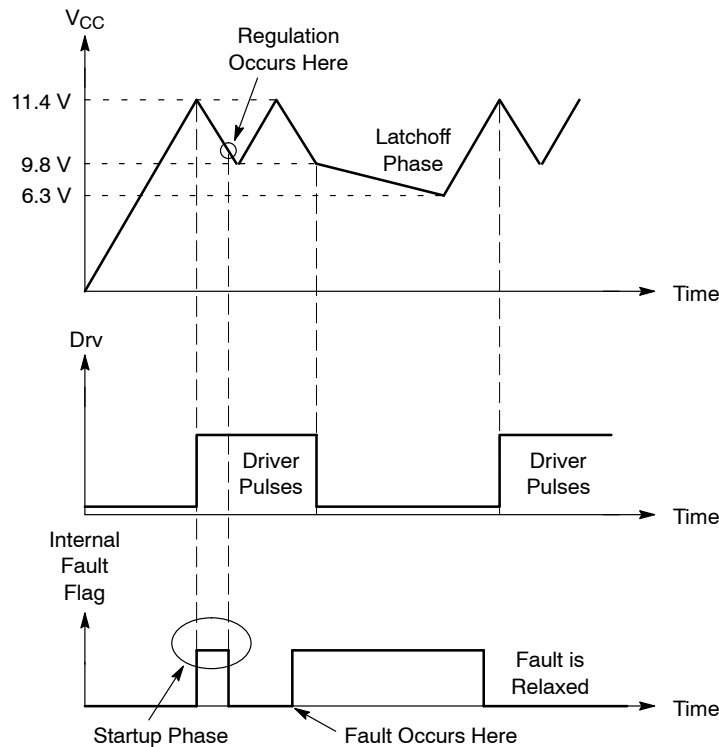 V_CC
Regulation
Occurs Here
11.4 V
Latchoff
Phase
9.8 V
6.3 V
Time
Drv
Driver
Pulses
Driver
Pulses
Time
Internal
Fault
Flag
Fault is
Relaxed
Time
Startup Phase
Fault Occurs Here